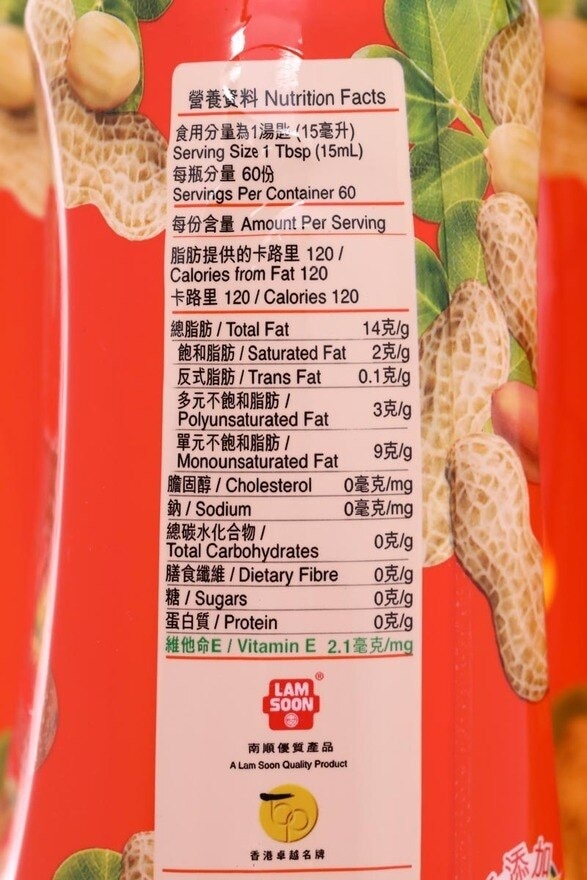 營養資料 Nutrition Facts
食用分量為1湯匙 (15毫升)
Serving Size 1 Tbsp (15mL)
每瓶分量 60份
Servings Per Container 60
每份含量 Amount Per Serving
脂肪提供的卡路里 120 /
Calories from Fat 120
卡路里 120 / Calories 120
總脂肪 / Total Fat 14克/g
飽和脂肪 / Saturated Fat 2克/g
反式脂肪 / Trans Fat 0.1克/g
多元不飽和脂肪 /
Polyunsaturated Fat 3克/g
單元不飽和脂肪 /
Monounsaturated Fat 9克/g
膽固醇 / Cholesterol 0毫克/mg
鈉 / Sodium 0毫克/mg
總碳水化合物 /
Total Carbohydrates 0克/g
膳食纖維 / Dietary Fibre 0克/g
糖 / Sugars 0克/g
蛋白質 / Protein 0克/g
維他命E / Vitamin E 2.1毫克/mg
LAM
SOON
®
南順優質產品
A Lam Soon Quality Product
Top
香港卓越名牌
添加